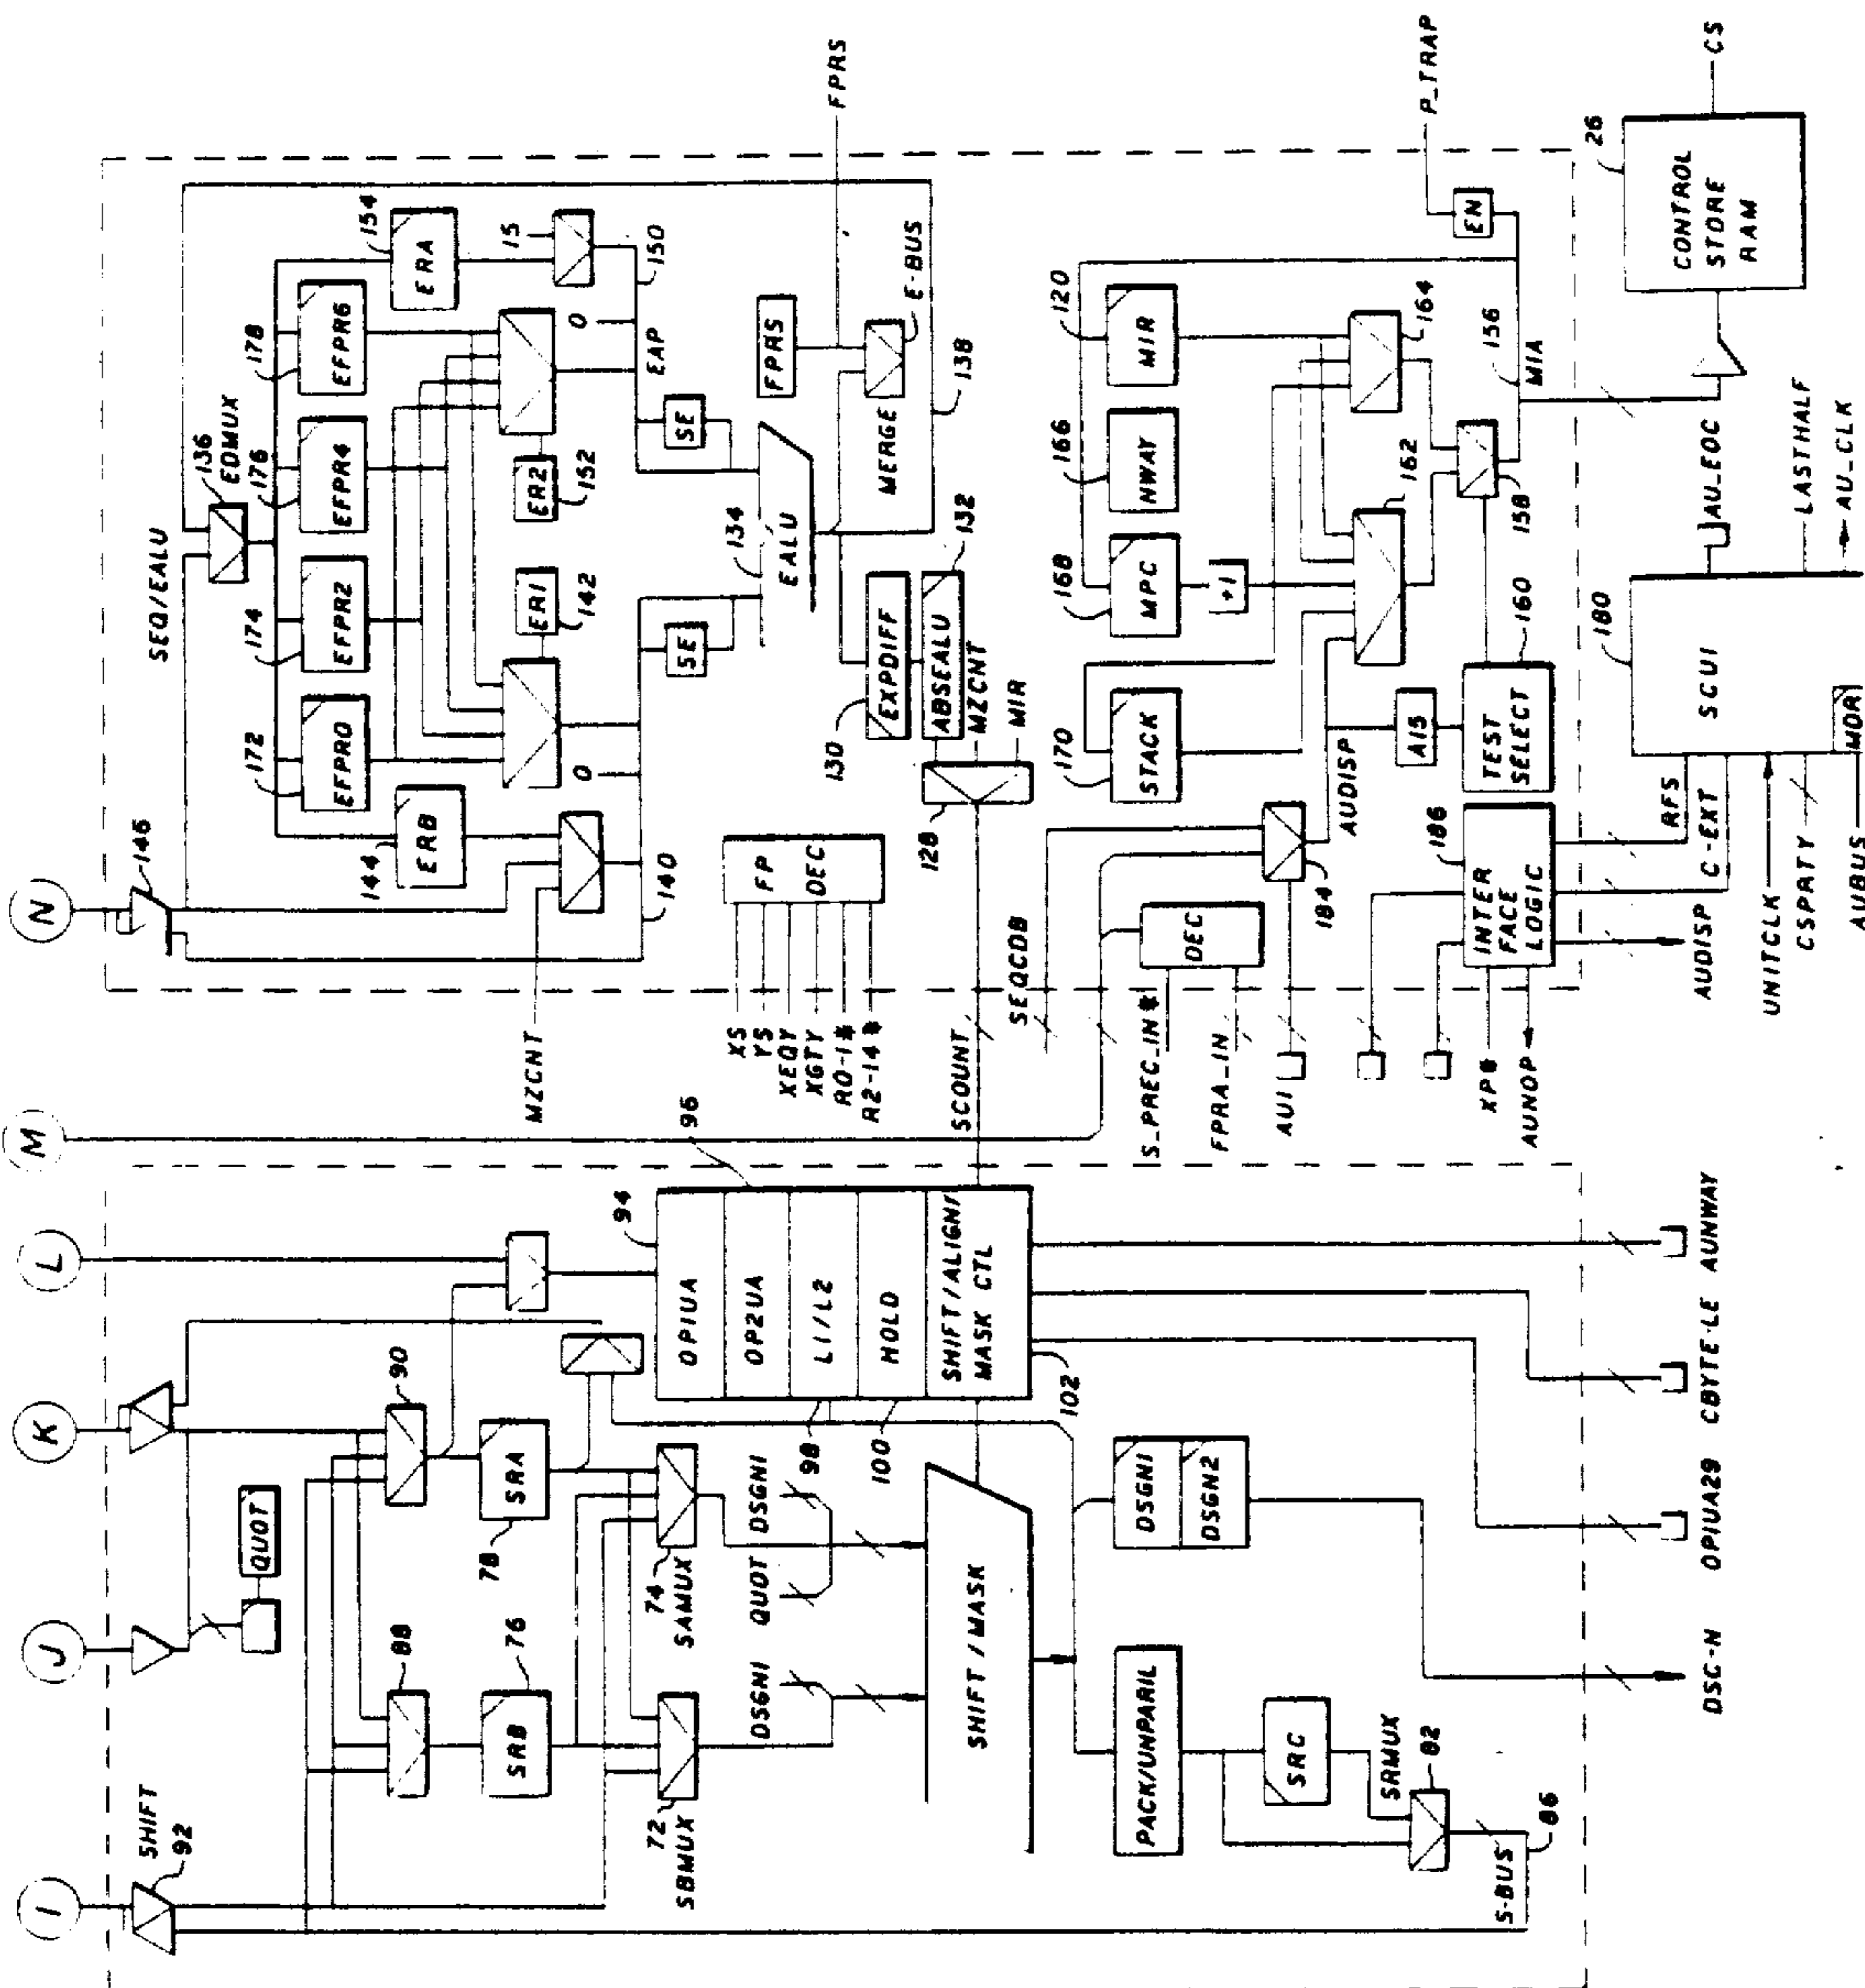 I
J
K
L
M
N
SHIFT
92
QUOT
88
90
SRB
76
SRA
78
72
SBMUX
74
SAMUX
DSGN1
QUOT
DSGN1
98
100
94
96
OP1UA
OP2UA
L1/L2
HOLD
SHIFT/ALIGN1
MASK CTL
102
SHIFT/MASK
PACK/UNPARIL
DSGN1
DSGN2
SRC
SRMUX
82
S-BUS
86
DSC-N
OP1UA29
CBYTE-LE
AUNWAY
SEQ/EALU
146
136
EDMUX
172
EFPR0
174
EFPR2
176
EFPR4
178
EFPR6
144
ERB
154
ERA
15
MZCNT
ER1
142
ER2
152
0
0
140
150
SE
SE
EAP
134
EALU
FPRS
FPRS
E-BUS
MERGE
138
XS
YS
XEQY
XGTY
R0-1*
R2-14*
FP
DEC
130
EXPDIFF
ABSEALU
132
MZCNT
MIR
128
SCOUNT
SEQCDB
S_PREC_IN*
FPRA_IN
DEC
AUI
184
AUDISP
170
STACK
168
MPC
+1
166
NWAY
120
MIR
162
164
158
156
MIA
EN
P_TRAP
A15
TEST
SELECT
160
XP*
AUNOP
INTER
FACE
LOGIC
186
RFS
C-EXT
AUDISP
180
SCUI
UNITCLK
CSPRTY
MDR
AUBUS
AU_EOC
LASTHALF
AU_CLK
26
CONTROL
STORE
RAM
CS